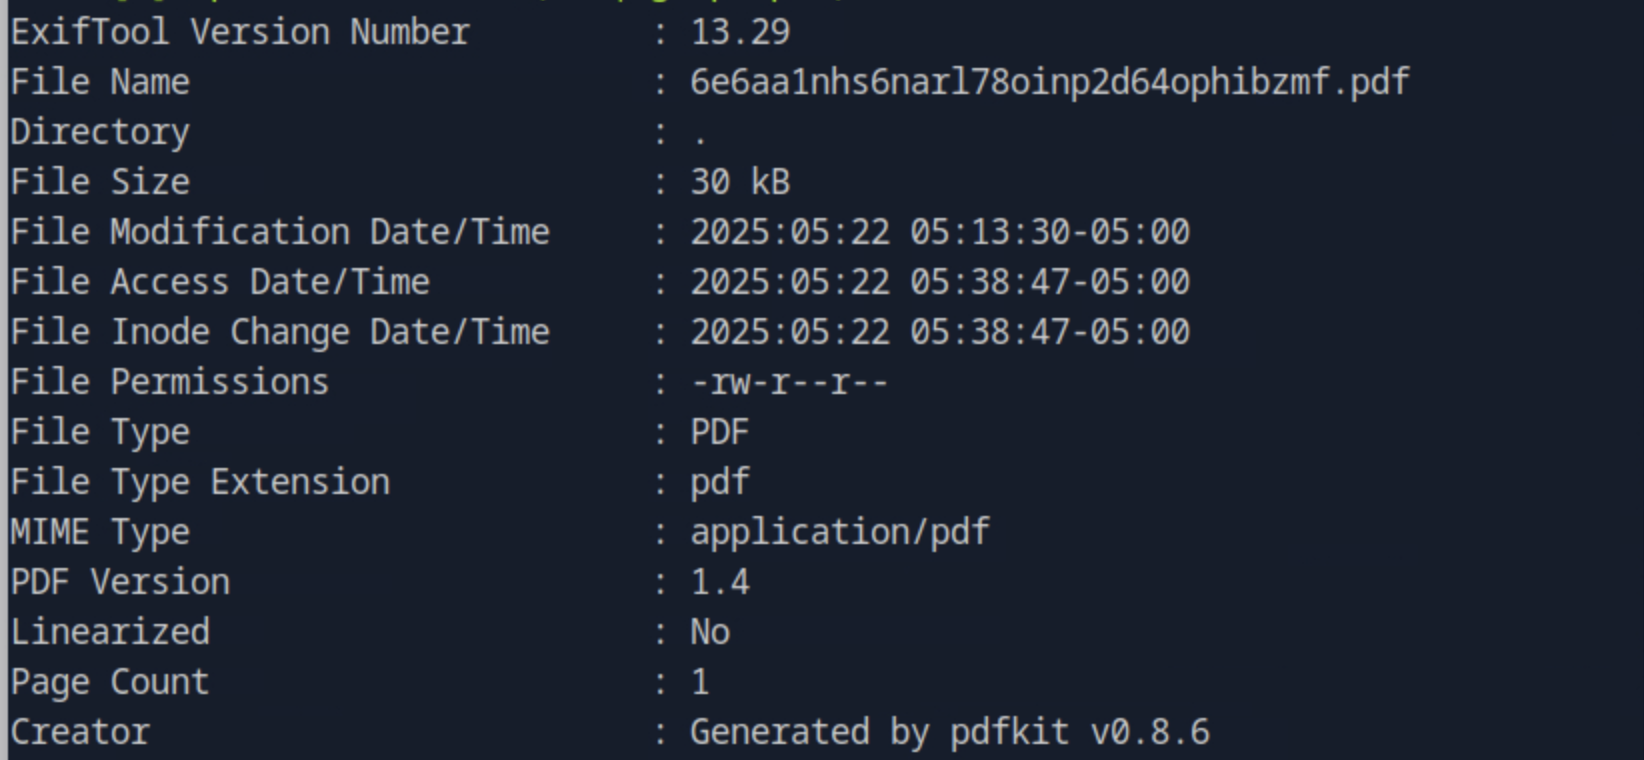 ExifTool Version Number : 13.29
File Name : 6e6aa1nhs6narl78oinp2d64ophibzmf.pdf
Directory : .
File Size : 30 kB
File Modification Date/Time : 2025:05:22 05:13:30-05:00
File Access Date/Time : 2025:05:22 05:38:47-05:00
File Inode Change Date/Time : 2025:05:22 05:38:47-05:00
File Permissions : -rw-r--r--
File Type : PDF
File Type Extension : pdf
MIME Type : application/pdf
PDF Version : 1.4
Linearized : No
Page Count : 1
Creator : Generated by pdfkit v0.8.6